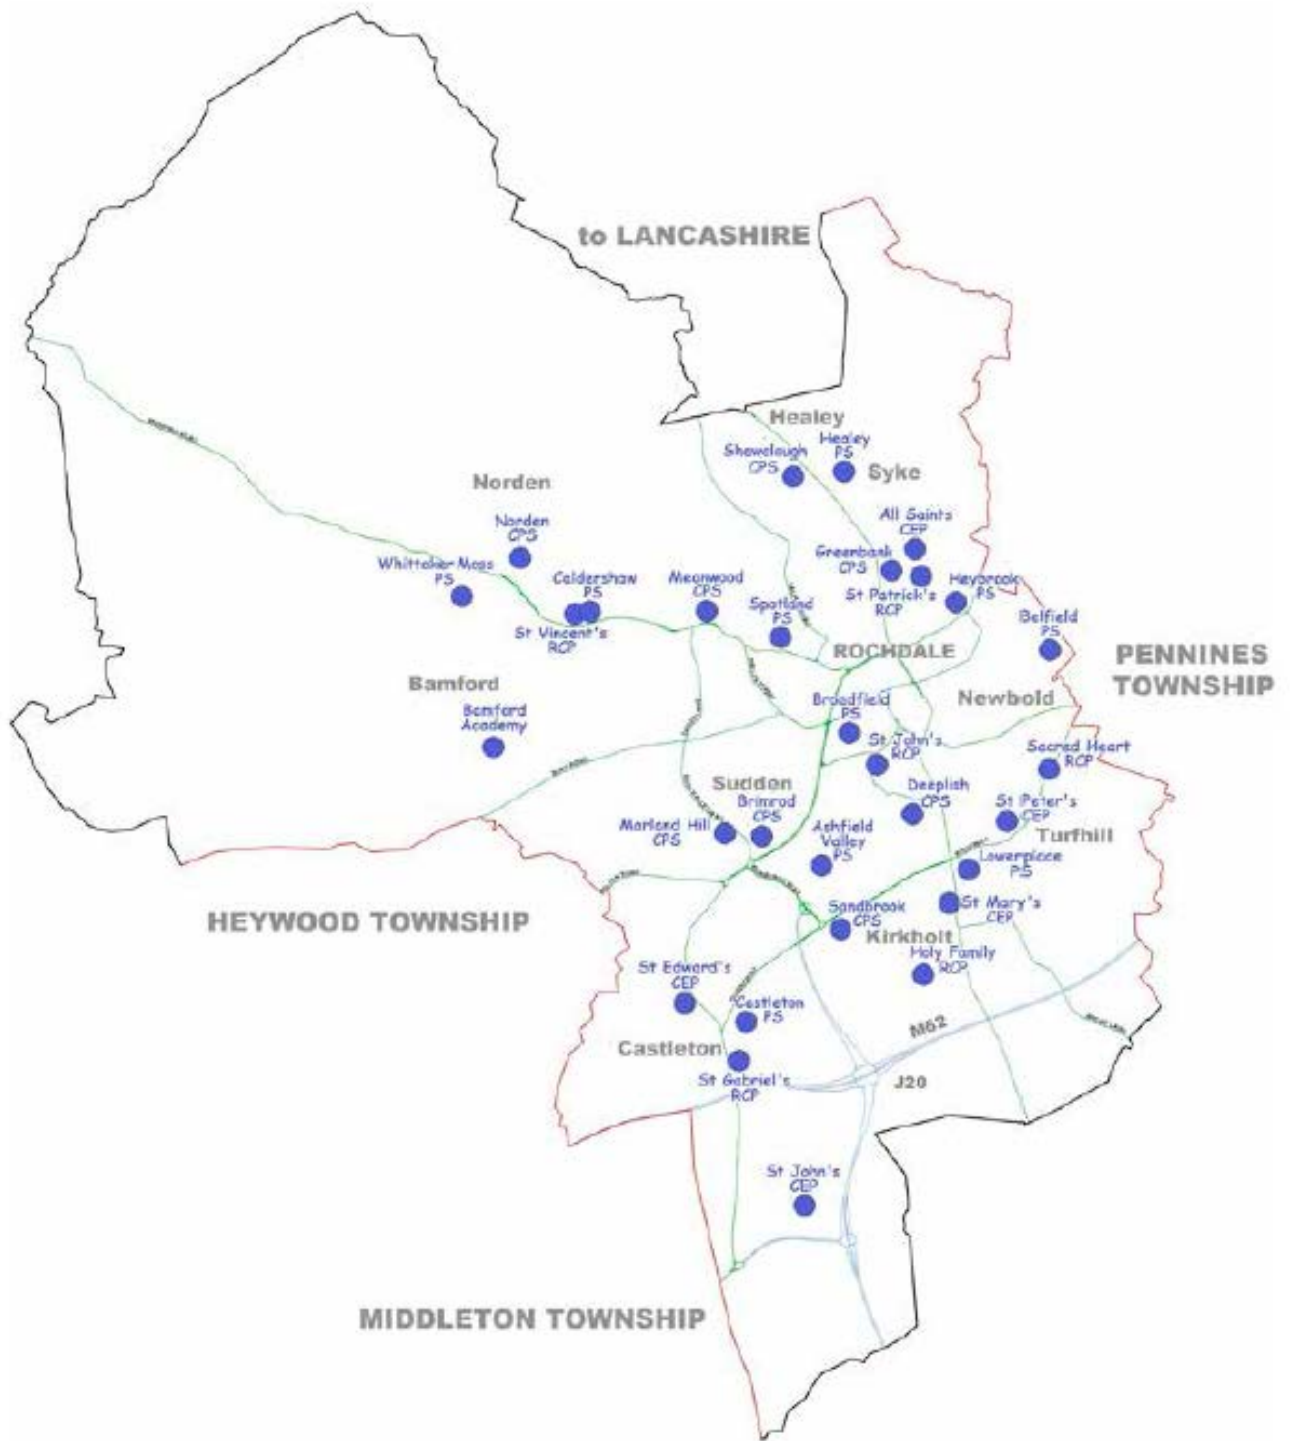 to LANCASHIRE
Healey
Healey
PS
Shawclough
CPS
Syke
Norden
Norden
CPS
All Saints
CEP
Greenbank
CPS
Whittaker Moss
PS
Caldershaw
PS
Meanwood
CPS
Heybrook
PS
St Patrick's
RCP
Spotland
PS
St Vincent's
RCP
Belfield
PS
ROCHDALE
PENNINES
TOWNSHIP
Bamford
Bamford
Academy
Newbold
Broadfield
PS
St John's
RCP
Sacred Heart
RCP
Sudden
Brimrod
CPS
Deeplish
CPS
St Peter's
CEP
Marland Hill
CPS
Ashfield
Valley
PS
Turfhill
Lowerplace
PS
HEYWOOD TOWNSHIP
Sandbrook
CPS
St Mary's
CEP
Kirkholt
Holy Family
RCP
St Edward's
CEP
Castleton
PS
M62
Castleton
St Gabriel's
RCP
J20
St John's
CEP
MIDDLETON TOWNSHIP